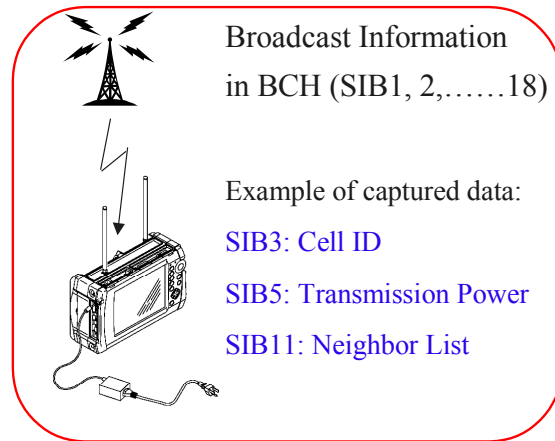 Broadcast Information
in BCH (SIB1, 2,......18)
Example of captured data:
SIB3: Cell ID
SIB5: Transmission Power
SIB11: Neighbor List